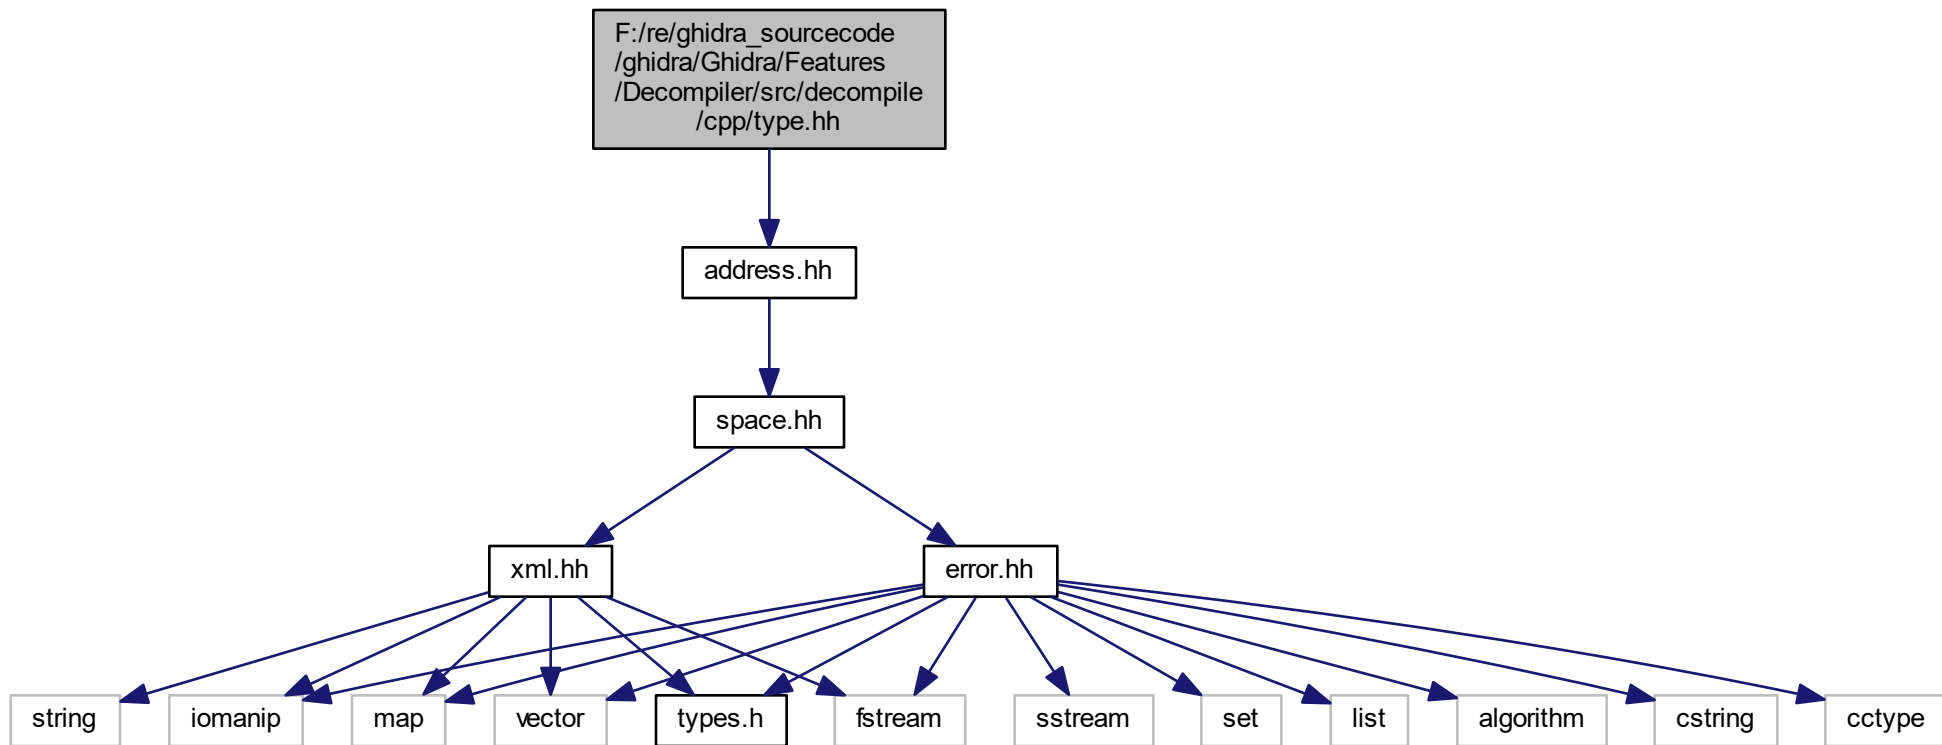 F:/re/ghidra_sourcecode
/ghidra/Ghidra/Features
/Decompiler/src/decompile
/cpp/type.hh
address.hh
space.hh
xml.hh
error.hh
string
iomanip
map
vector
types.h
fstream
sstream
set
list
algorithm
cstring
cctype